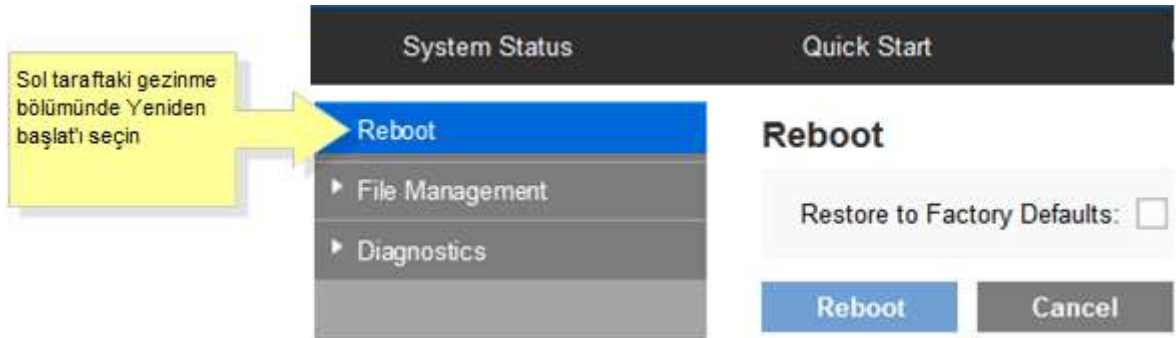 System Status
Quick Start
Sol taraftaki gezinme
bölümünde Yeniden
başlat'ı seçin
Reboot
File Management
Diagnostics
Reboot
Restore to Factory Defaults:
Reboot
Cancel